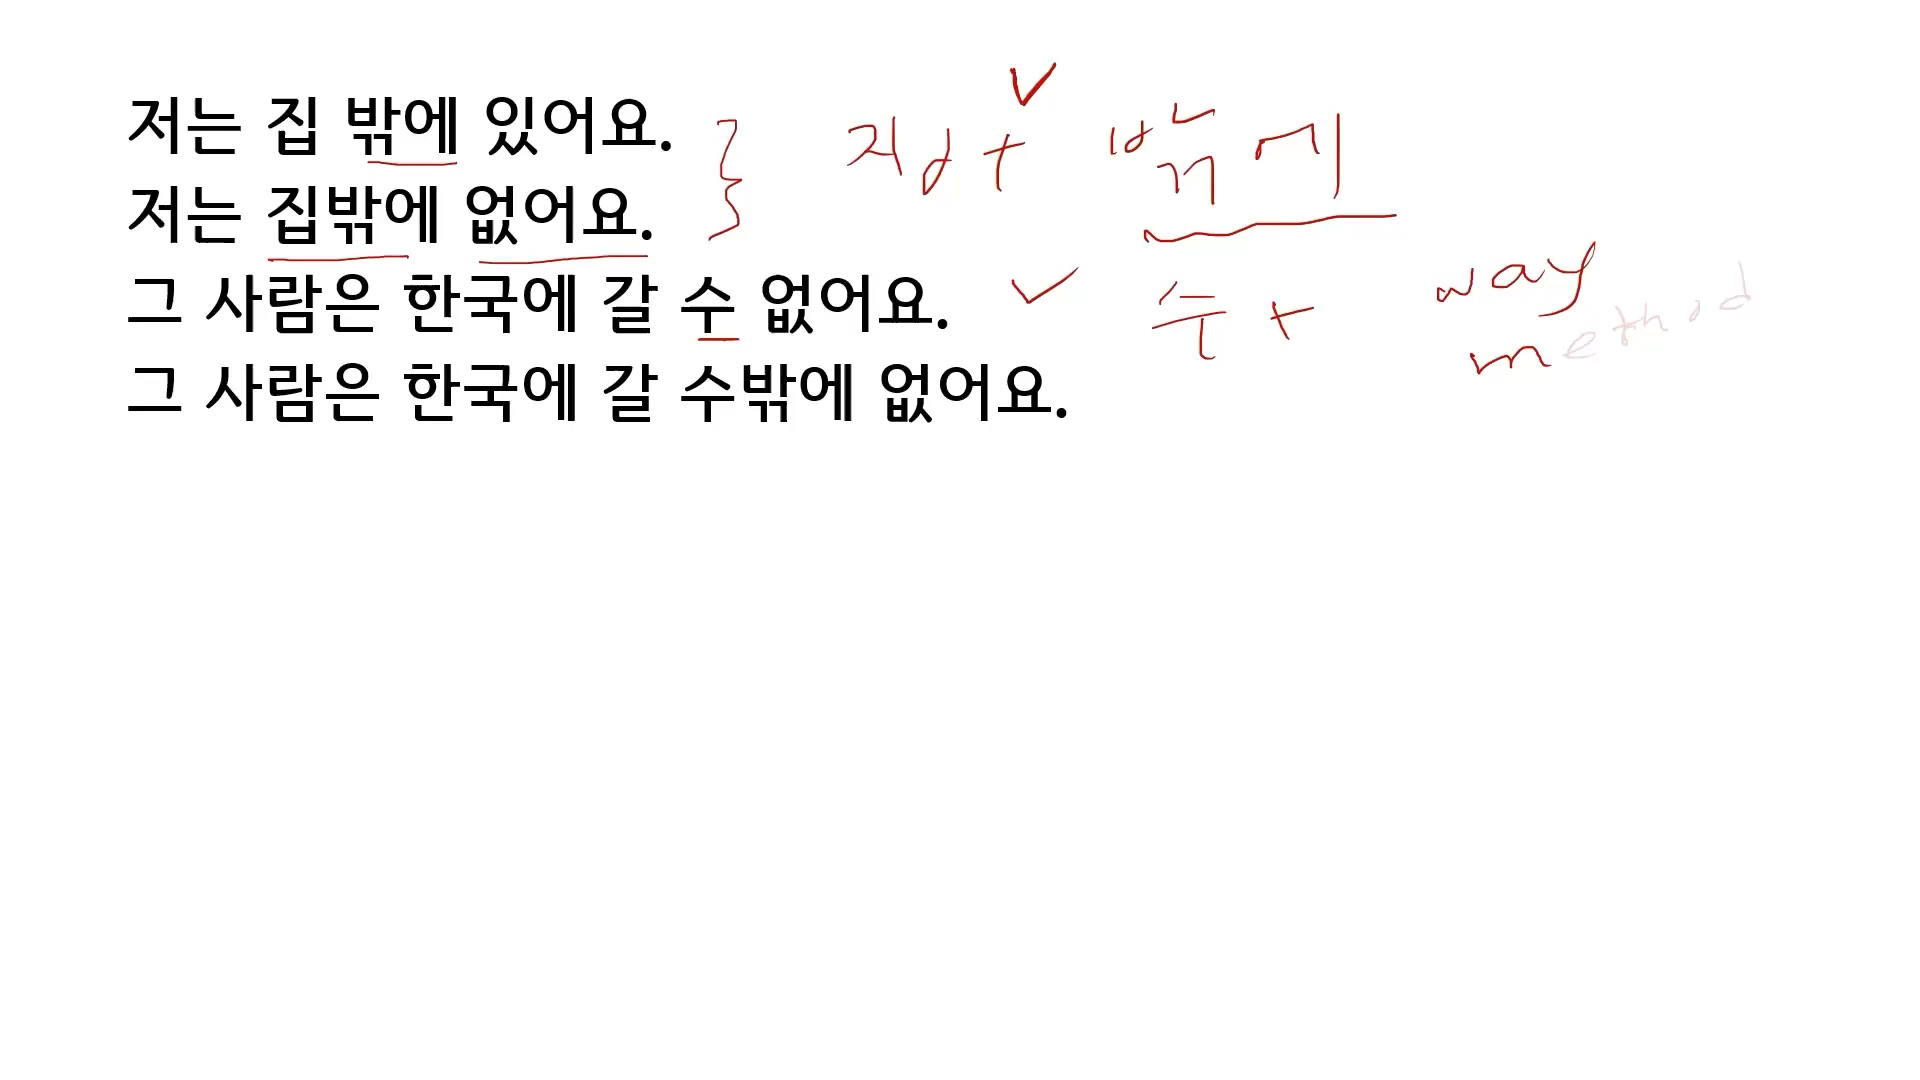 저는 집 밖에 있어요.
저는 집밖에 없어요.
그 사람은 한국에 갈 수 없어요.
그 사람은 한국에 갈 수밖에 없어요.
+ 밖에
수 +
way
method